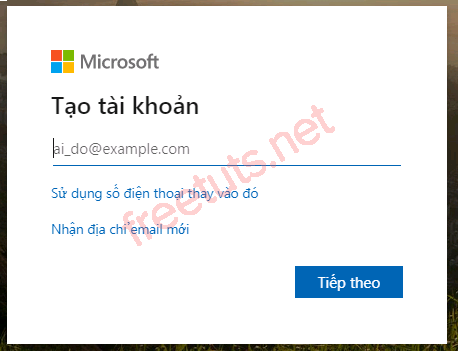 Microsoft
Tạo tài khoản
ai_do@example.com
Sử dụng số điện thoại thay vào đó
Nhận địa chỉ email mới
Tiếp theo
freetuts.net